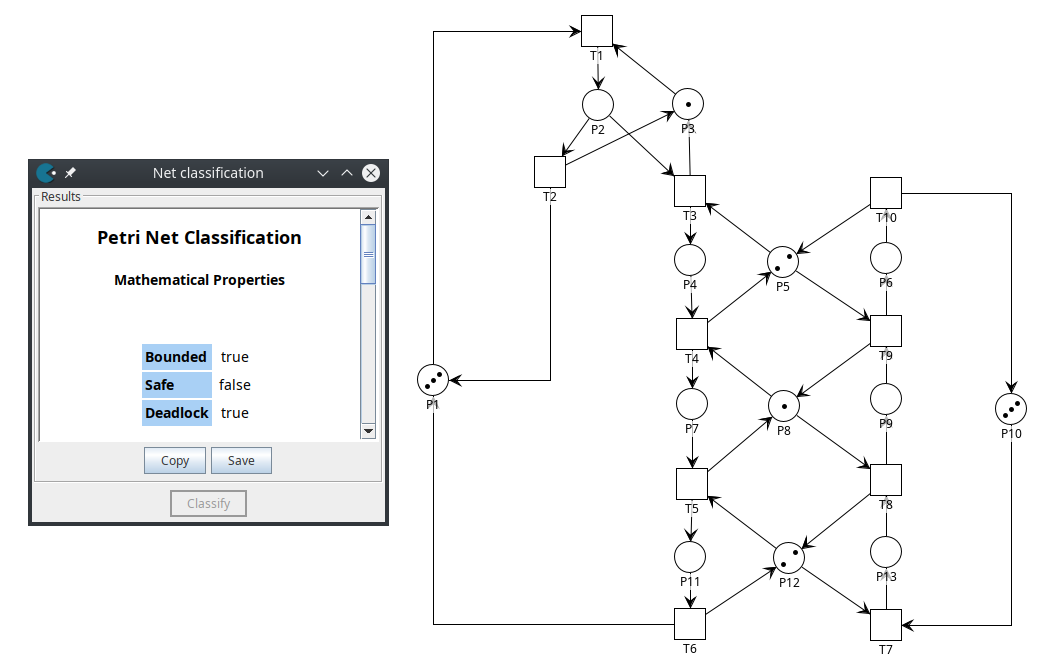 Net classification
Results
Petri Net Classification
Mathematical Properties
Bounded true
Safe false
Deadlock true
Copy Save
Classify
T1
P2
P3
T2
T3
T10
P4
P5
P6
T4
T9
P1
P7
P8
P9
P10
T5
T8
P11
P12
P13
T6
T7